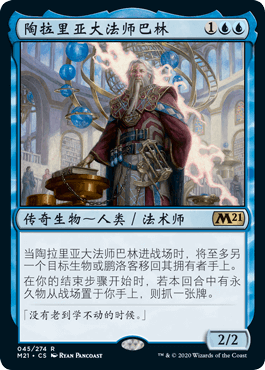 陶拉里亚大法师巴林 1
传奇生物～人类／法术师 M21
当陶拉里亚大法师巴林进战场时，将至多另
一个目标生物或鹏洛客移回其拥有者手上。
在你的结束步骤开始时，若本回合中有永
久物从战场置于你手上，则抓一张牌。
「没有老到学不动的时候。」
2/2
045/274 R
M21 • CS RYAN PANCOAST
™ & © 2020 Wizards of the Coast